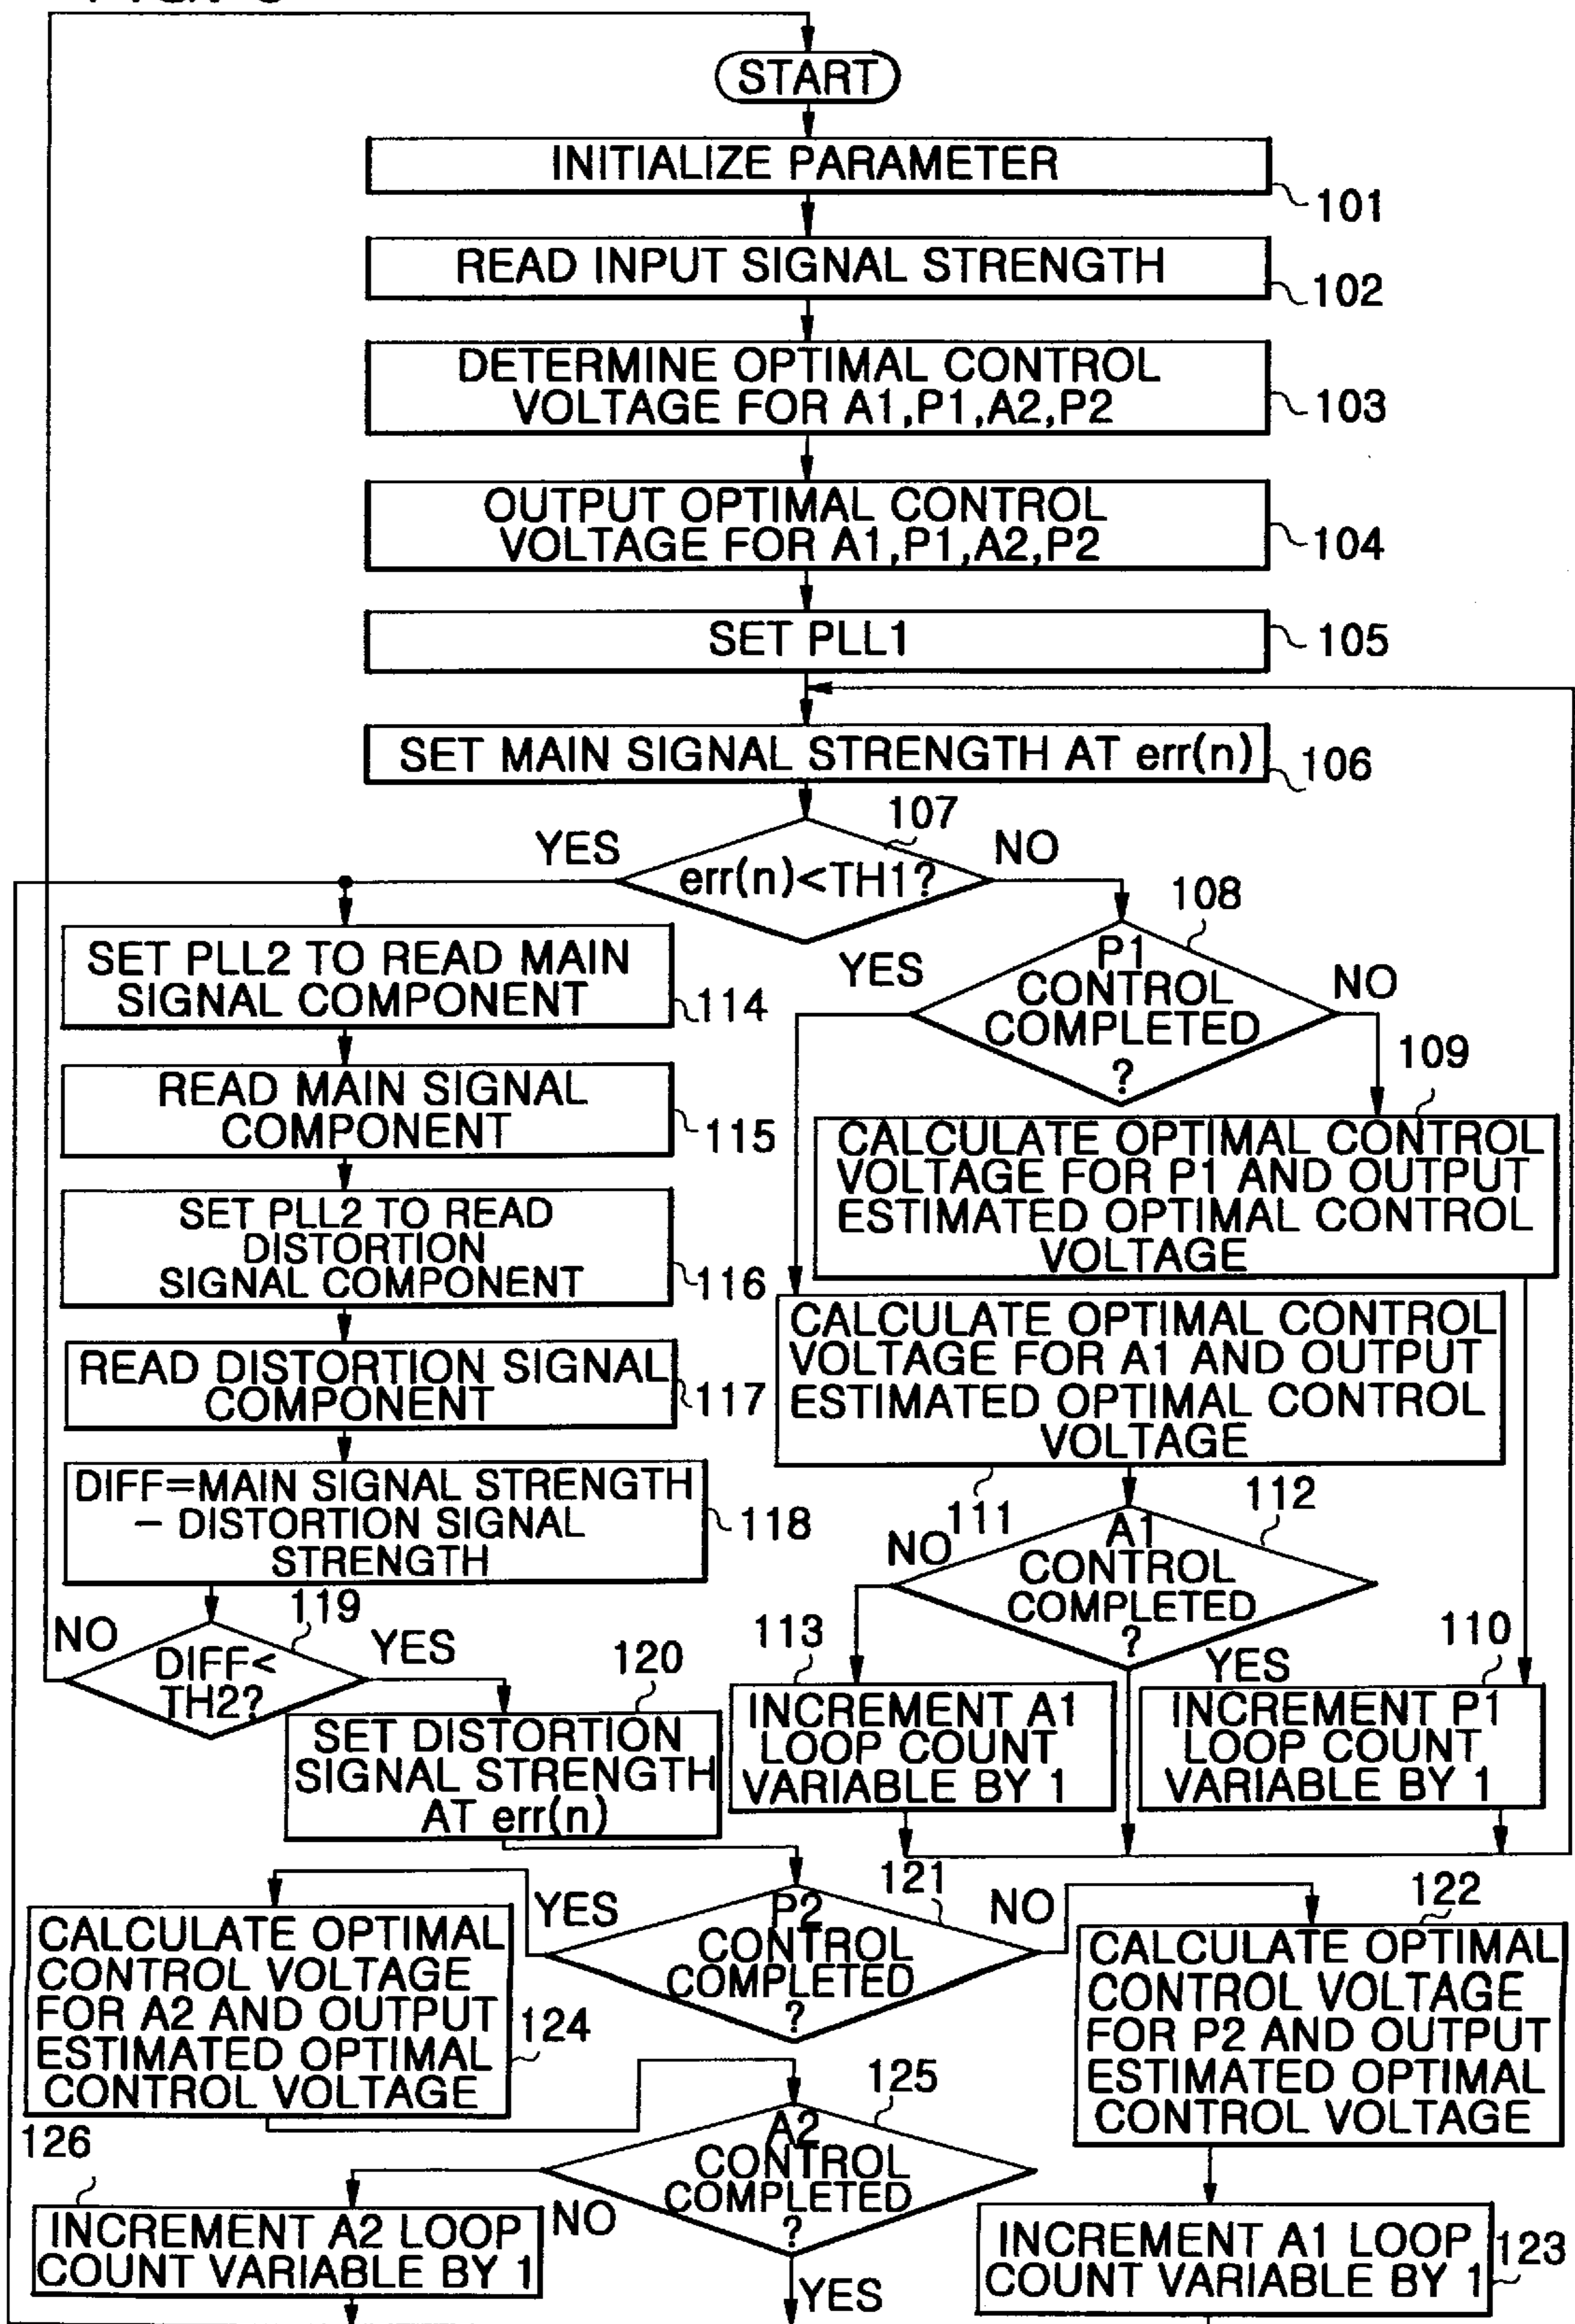 START
INITIALIZE PARAMETER
101
READ INPUT SIGNAL STRENGTH
102
DETERMINE OPTIMAL CONTROL
VOLTAGE FOR A1,P1,A2,P2
103
OUTPUT OPTIMAL CONTROL
VOLTAGE FOR A1,P1,A2,P2
104
SET PLL1
105
SET MAIN SIGNAL STRENGTH AT err(n)
106
107
YES
NO
err(n)<TH1?
108
P1
CONTROL
COMPLETED
?
YES
NO
SET PLL2 TO READ MAIN
SIGNAL COMPONENT
114
109
CALCULATE OPTIMAL CONTROL
VOLTAGE FOR P1 AND OUTPUT
ESTIMATED OPTIMAL CONTROL
VOLTAGE
READ MAIN SIGNAL
COMPONENT
115
SET PLL2 TO READ
DISTORTION
SIGNAL COMPONENT
116
CALCULATE OPTIMAL CONTROL
VOLTAGE FOR A1 AND OUTPUT
ESTIMATED OPTIMAL CONTROL
VOLTAGE
111
READ DISTORTION SIGNAL
COMPONENT
117
DIFF=MAIN SIGNAL STRENGTH
– DISTORTION SIGNAL
STRENGTH
118
112
NO
A1
CONTROL
COMPLETED
?
YES
119
NO
YES
DIFF<
TH2?
120
SET DISTORTION
SIGNAL STRENGTH
AT err(n)
113
INCREMENT A1
LOOP COUNT
VARIABLE BY 1
110
INCREMENT P1
LOOP COUNT
VARIABLE BY 1
121
YES
NO
P2
CONTROL
COMPLETED
?
122
CALCULATE OPTIMAL
CONTROL VOLTAGE
FOR A2 AND OUTPUT
ESTIMATED OPTIMAL
CONTROL VOLTAGE
124
CALCULATE OPTIMAL
CONTROL VOLTAGE
FOR P2 AND OUTPUT
ESTIMATED OPTIMAL
CONTROL VOLTAGE
125
A2
CONTROL
COMPLETED
?
NO
YES
126
INCREMENT A2 LOOP
COUNT VARIABLE BY 1
INCREMENT A1 LOOP
COUNT VARIABLE BY 1
123